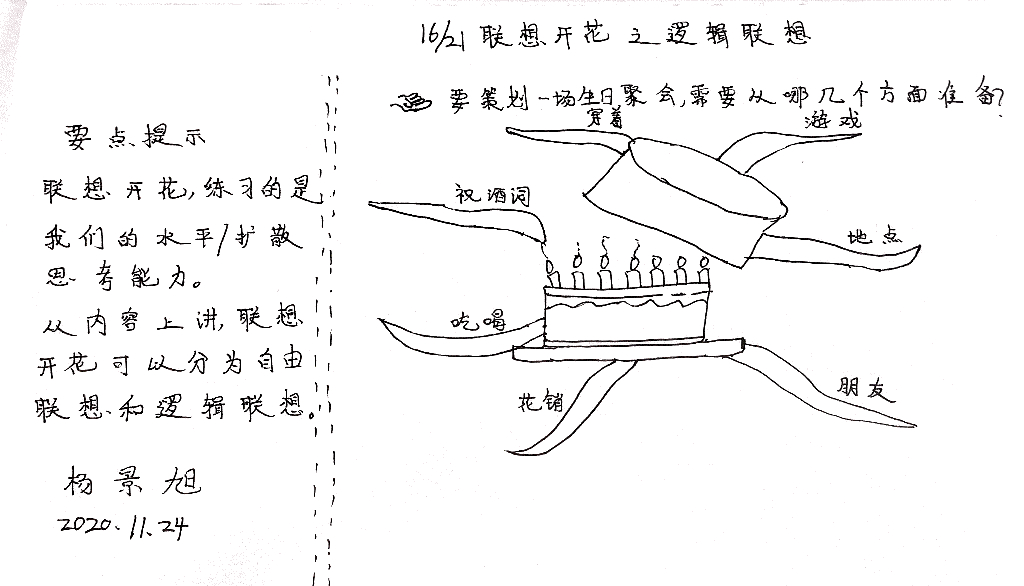 16/21 联想开花之逻辑联想
要策划一场生日聚会,需要从哪几个方面准备?
要点提示
联想开花,练习的是
我们的水平/扩散
思考能力。
从内容上讲,联想
开花可以分为自由
联想和逻辑联想。
杨景旭
2020.11.24
穿着
游戏
祝酒词
地点
吃喝
花销
朋友